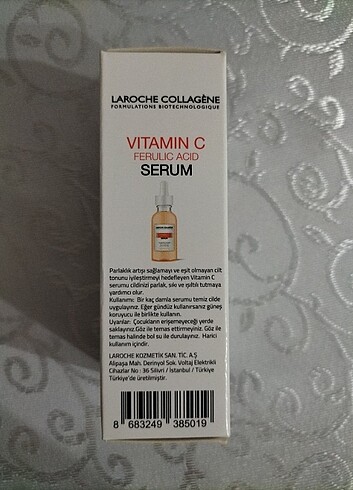 LAROCHE COLLAGÈNE
FORMULATIONS BIOTECHNOLOGIQUE
VITAMIN C
FERULIC ACID
SERUM
Parlaklık artışı sağlamayı ve eşit olmayan cilt
tonunu iyileştirmeyi hedefleyen Vitamin C
serumu cildinizi parlak, sıkı ve ışıltılı tutmaya
yardımcı olur.
Kullanımı: Bir kaç damla serumu temiz cilde
uygulayınız. Eğer gündüz kullanırsanız güneş
koruyucu ile birlikte kullanın.
Uyarılar: Çocukların erişemeyeceği yerde
saklayınız.Göz ile temas ettirmeyiniz. Göz ile
temas halinde bol su ile durulayınız. Harici
kullanım içindir.
LAROCHE KOZMETİK SAN. TİC. A.Ş
Alipaşa Mah. Derinyol Sok. Voltaj Elektrikli
Cihazlar No : 36 Silivri / İstanbul / Türkiye
Türkiye'de üretilmiştir.
8 683249 385019